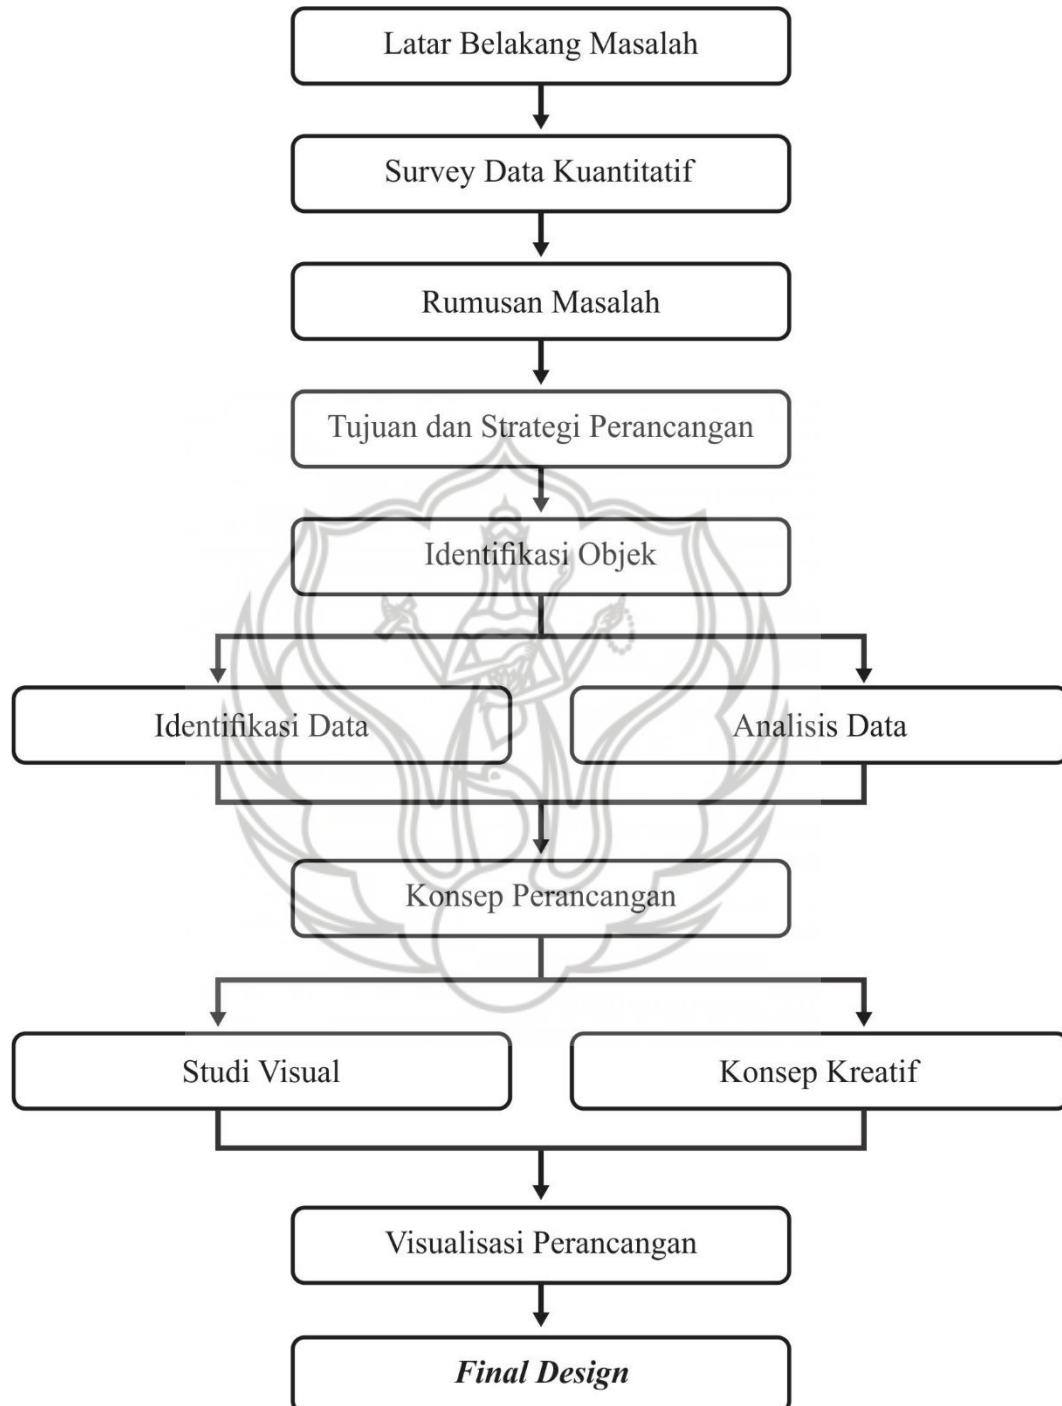 Latar Belakang Masalah
Survey Data Kuantitatif
Rumusan Masalah
Tujuan dan Strategi Perancangan
Identifikasi Objek
Identifikasi Data
Analisis Data
Konsep Perancangan
Studi Visual
Konsep Kreatif
Visualisasi Perancangan
Final Design